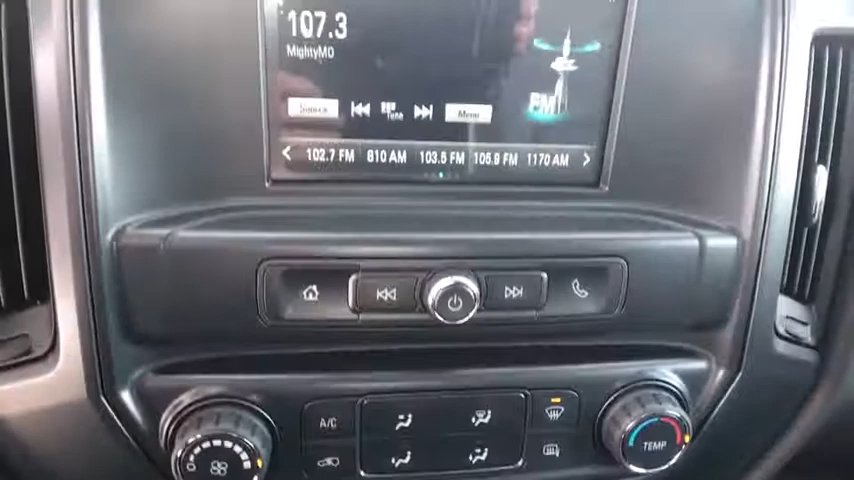 107.3
MightyMO
Source
Tune
Menu
FM
102.7 FM 810 AM 103.5 FM 105.9 FM 1170 AM
A/C
TEMP